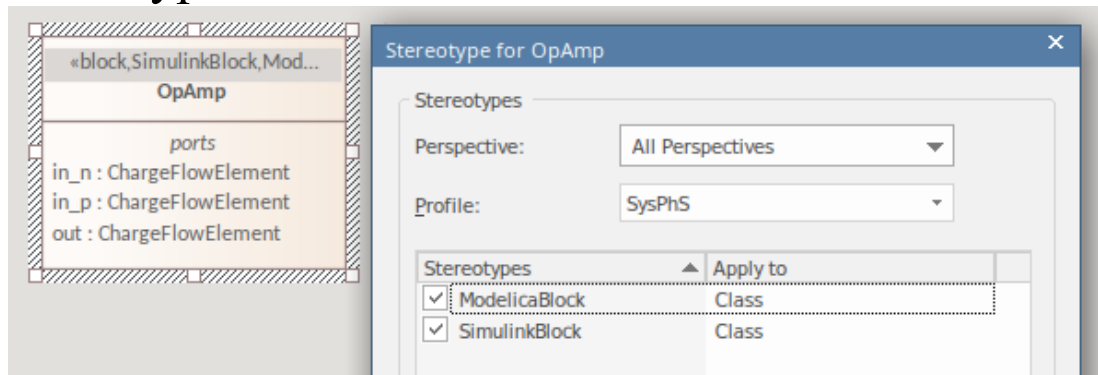 «block,SimulinkBlock,Mod...
OpAmp
ports
in_n : ChargeFlowElement
in_p : ChargeFlowElement
out : ChargeFlowElement
Stereotype for OpAmp
Stereotypes
Perspective: All Perspectives
Profile: SysPhS
Stereotypes Apply to
ModelicaBlock Class
SimulinkBlock Class